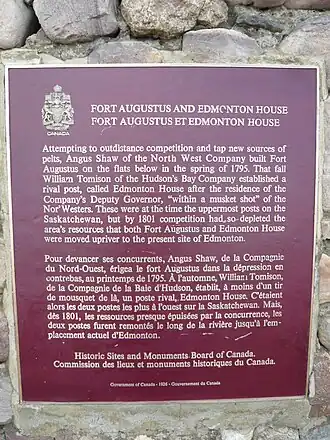 CANADA
FORT AUGUSTUS AND EDMONTON HOUSE
FORT AUGUSTUS ET EDMONTON HOUSE
Attempting to outdistance competition and tap new sources of
pelts, Angus Shaw of the North West Company built Fort
Augustus on the flats below in the spring of 1795. That fall
William Tomison of the Hudson's Bay Company established a
rival post, called Edmonton House after the residence of the
Company's Deputy Governor, "within a musket shot" of the
Nor'Westers. These were at the time the uppermost posts on the
Saskatchewan, but by 1801 competition had so depleted the
area's resources that both Fort Augustus and Edmonton House
were moved upriver to the present site of Edmonton.
Pour devancer ses concurrents, Angus Shaw, de la Compagnie
du Nord-Ouest, érigea le fort Augustus dans la dépression en
contrebas, au printemps de 1795. À l'automne, William Tomison,
de la Compagnie de la Baie d'Hudson, établit, à moins d'un tir
de mousquet de là, un poste rival, Edmonton House. C'étaient
alors les deux postes les plus à l'ouest sur la Saskatchewan. Mais,
dès 1801, les ressources presque épuisées par la concurrence, les
deux postes furent remontés le long de la rivière jusqu'à l'em-
placement actuel d'Edmonton.
Historic Sites and Monuments Board of Canada.
Commission des lieux et monuments historiques du Canada.
Government of Canada - 1926 - Gouvernement du Canada